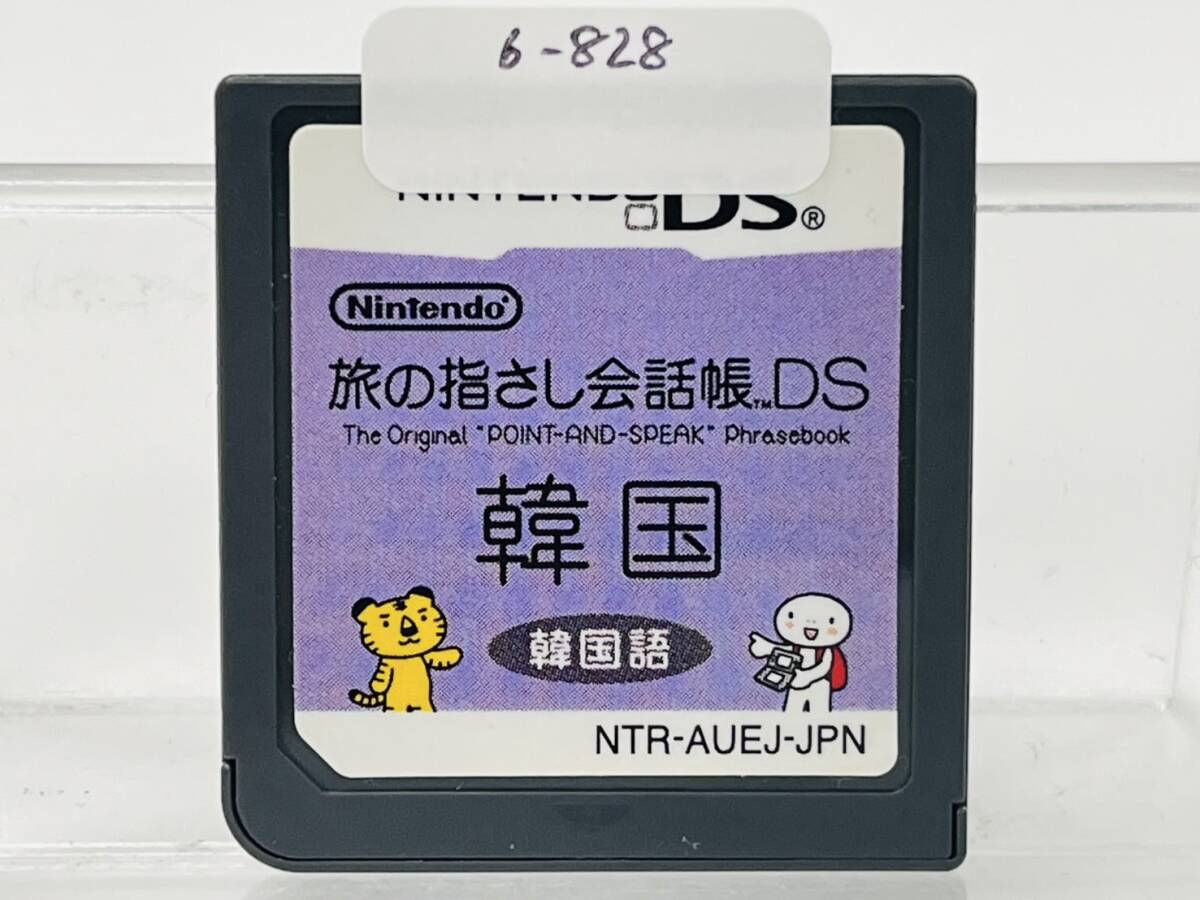 6-828
NINTENDO DS®
Nintendo®
旅の指さし会話帳™DS
The Original "POINT-AND-SPEAK" Phrasebook
韓国
韓国語
NTR-AUEJ-JPN